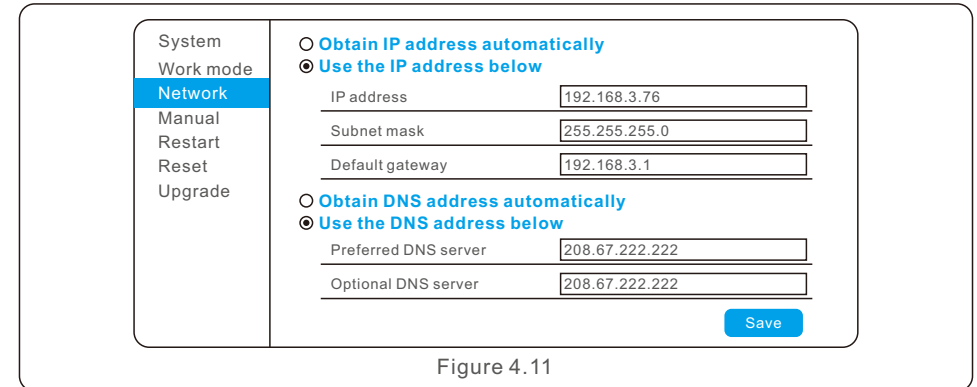 System
Work mode
Network
Manual
Restart
Reset
Upgrade
Obtain IP address automatically
Use the IP address below
IP address 192.168.3.76
Subnet mask 255.255.255.0
Default gateway 192.168.3.1
Obtain DNS address automatically
Use the DNS address below
Preferred DNS server 208.67.222.222
Optional DNS server 208.67.222.222
Save
Figure 4.11